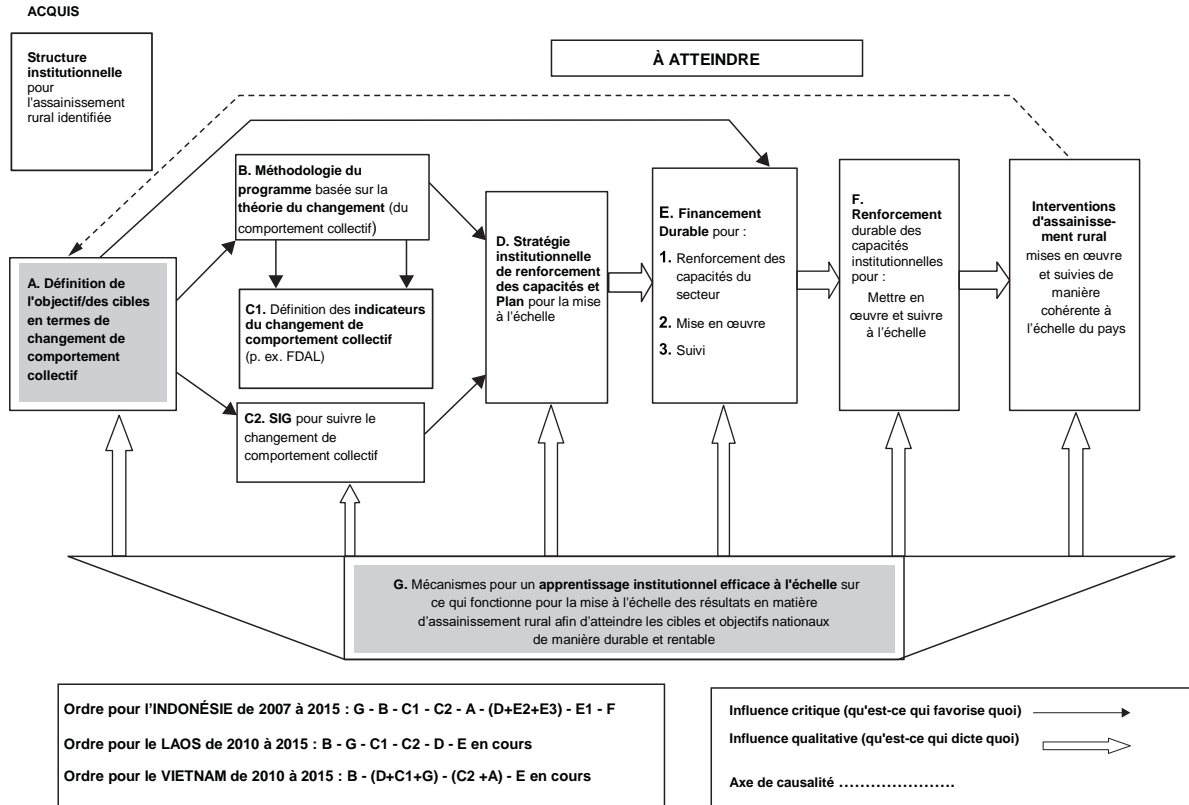 ACQUIS
Structure
institutionnelle
pour
l'assainissement
rural identifiée
À ATTEINDRE
A. Définition de
l'objectif/des cibles
en termes de
changement de
comportement
collectif
B. Méthodologie du
programme basée sur la
théorie du changement (du
comportement collectif)
C1. Définition des indicateurs
du changement de
comportement collectif
(p. ex. FDAL)
C2. SIG pour suivre le
changement de
comportement collectif
D. Stratégie
institutionnelle
de renforcement
des capacités et
Plan pour la mise
à l'échelle
E. Financement
Durable pour :
1. Renforcement des
capacités du
secteur
2. Mise en œuvre
3. Suivi
F.
Renforcement
durable des
capacités
institutionnelles
pour :
Mettre en
œuvre et suivre
à l'échelle
Interventions
d'assainisse-
ment rural
mises en œuvre
et suivies de
manière
cohérente à
l'échelle du pays
G. Mécanismes pour un apprentissage institutionnel efficace à l'échelle sur
ce qui fonctionne pour la mise à l'échelle des résultats en matière
d'assainissement rural afin d'atteindre les cibles et objectifs nationaux
de manière durable et rentable
Ordre pour l'INDONÉSIE de 2007 à 2015 : G - B - C1 - C2 - A - (D+E2+E3) - E1 - F
Ordre pour le LAOS de 2010 à 2015 : B - G - C1 - C2 - D - E en cours
Ordre pour le VIETNAM de 2010 à 2015 : B - (D+C1+G) - (C2 +A) - E en cours
Influence critique (qu'est-ce qui favorise quoi)
Influence qualitative (qu'est-ce qui dicte quoi)
Axe de causalité ......................